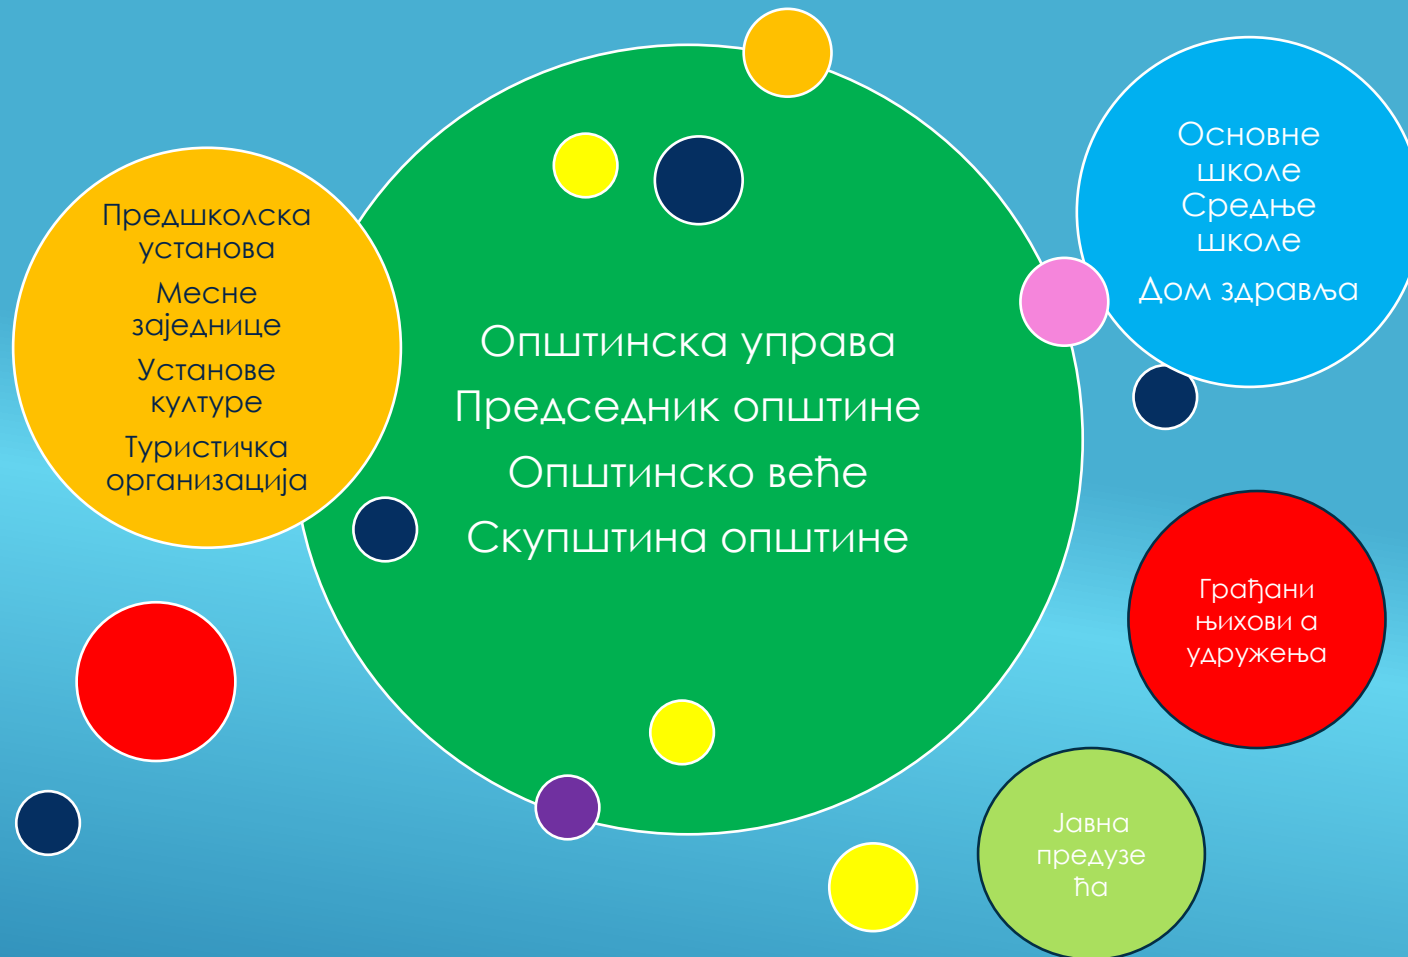 Предшколска
установа
Месне
заједнице
Установе
културе
Туристичка
организација
Општинска управа
Председник општине
Општинско веће
Скупштина општине
Основне
школе
Средње
школе
Дом здравља
Грађани
њихови а
удружења
Јавна
предузе
ћа